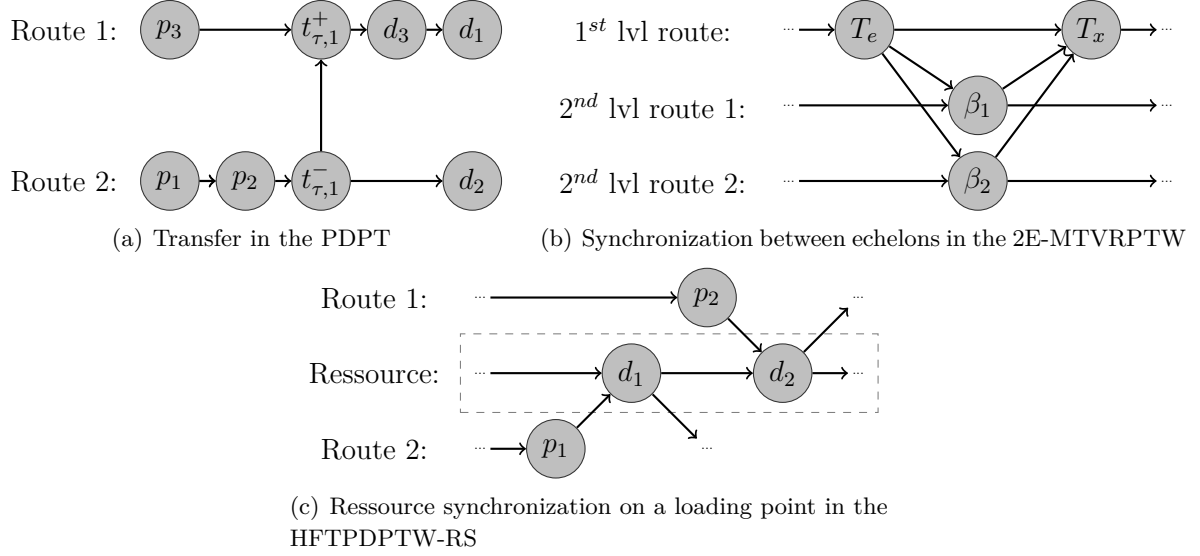 Route 1: p₃ t⁺τ,₁ d₃ d₁
Route 2: p₁ p₂ t⁻τ,₁ d₂
(a) Transfer in the PDPT
1ˢᵗ lvl route: ... Tₑ Tₓ ...
2ⁿᵈ lvl route 1: ... β₁ ...
2ⁿᵈ lvl route 2: ... β₂ ...
(b) Synchronization between echelons in the 2E-MTVRPTW
Route 1: ... p₂ ...
Ressource: ... d₁ d₂ ...
Route 2: ... p₁ ...
(c) Ressource synchronization on a loading point in the
HFTPDPTW-RS